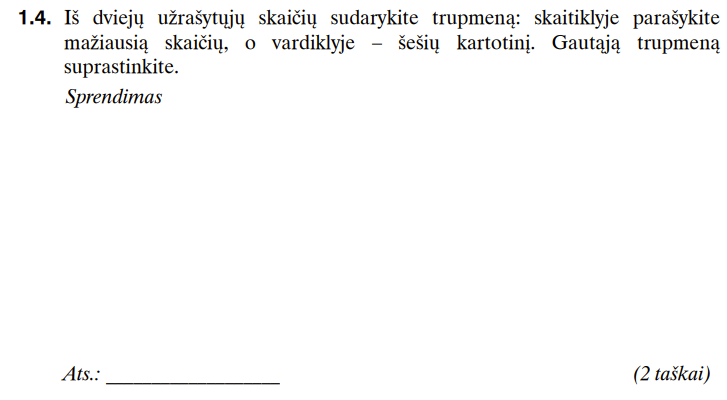 1.4. Iš dviejų užrašytųjų skaičių sudarykite trupmeną: skaitiklyje parašykite
mažiausią skaičių, o vardiklyje – šešių kartotinį. Gautąją trupmeną
suprastinkite.
Sprendimas
Ats.: _________________ (2 taškai)